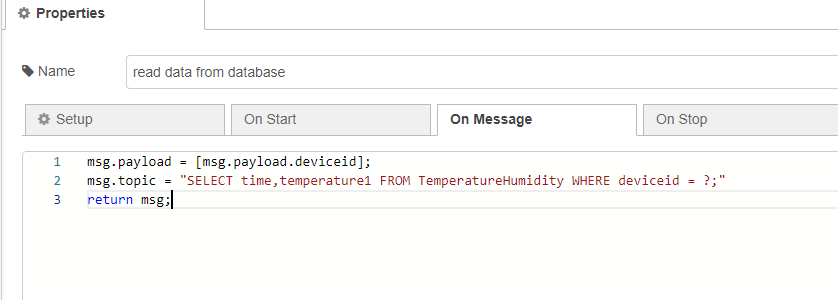 Properties
Name
read data from database
Setup On Start On Message On Stop
1 msg.payload = [msg.payload.deviceid];
2 msg.topic = "SELECT time,temperature1 FROM TemperatureHumidity WHERE deviceid = ?;"
3 return msg;